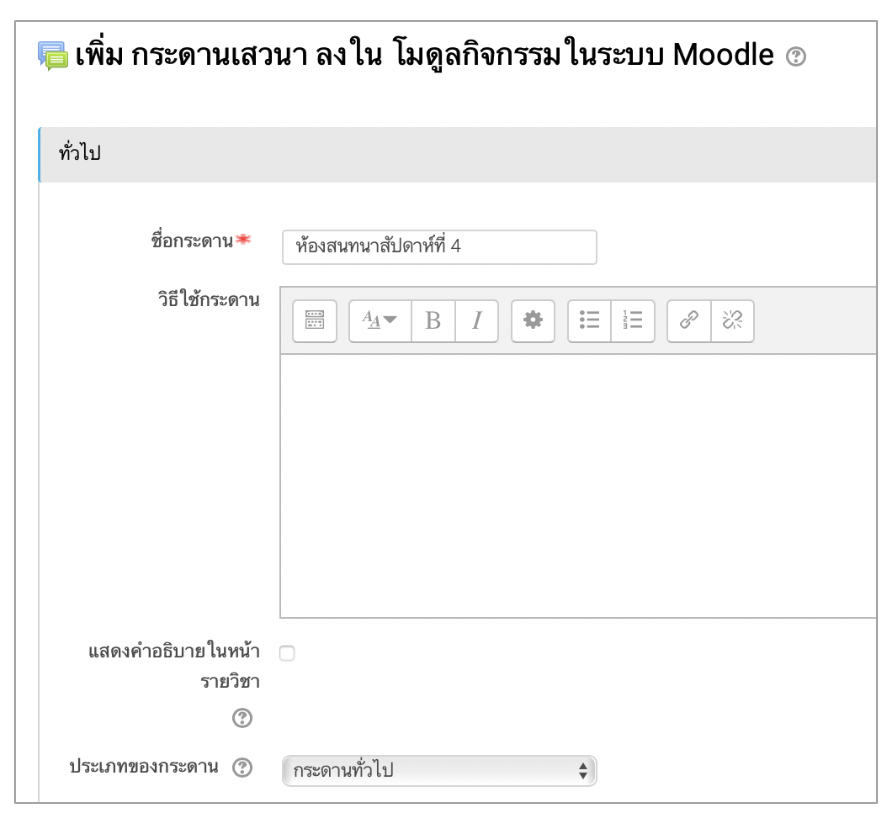 เพิ่ม กระดานเสวนา ลงใน โมดูลกิจกรรมในระบบ Moodle
ทั่วไป
ชื่อกระดาน
ห้องสนทนาสัปดาห์ที่ 4
วิธีใช้กระดาน
แสดงคำอธิบายในหน้า
รายวิชา
ประเภทของกระดาน
กระดานทั่วไป